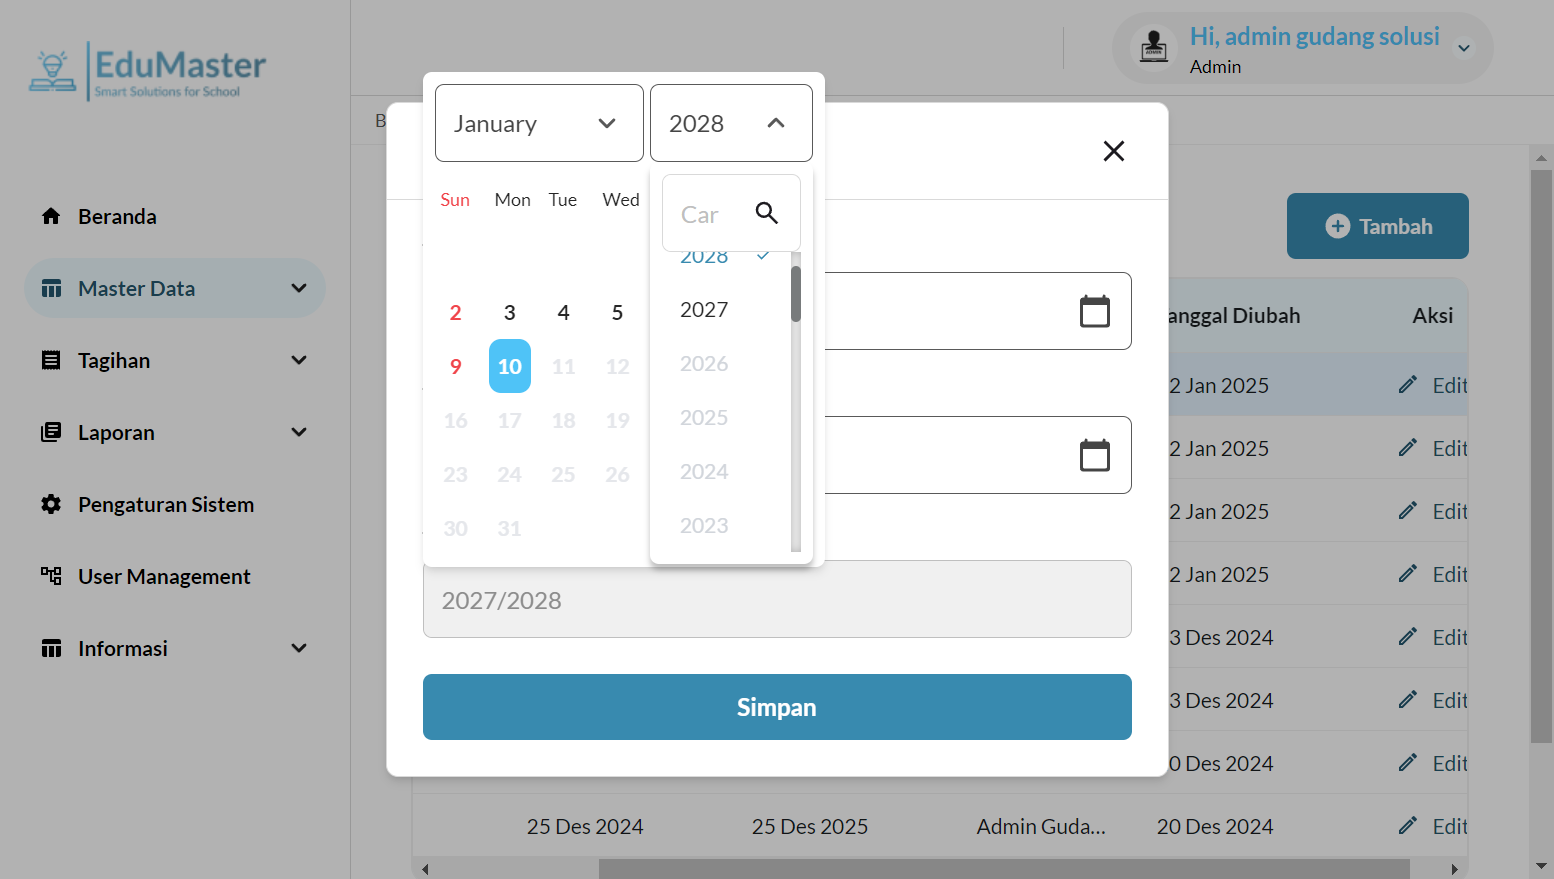 EduMaster
Smart Solutions for School
Hi, admin gudang solusi
Admin
ADMIN
B
January
2028
Sun Mon Tue Wed
Car
2028
2 3 4 5
2027
9 10 11 12
2026
16 17 18 19
2025
23 24 25 26
2024
30 31
2023
2027/2028
Simpan
Beranda
Master Data
Tagihan
Laporan
Pengaturan Sistem
User Management
Informasi
Tambah
anggal Diubah Aksi
2 Jan 2025 Edit
2 Jan 2025 Edit
2 Jan 2025 Edit
2 Jan 2025 Edit
3 Des 2024 Edit
3 Des 2024 Edit
0 Des 2024 Edit
25 Des 2024 25 Des 2025 Admin Guda... 20 Des 2024 Edit